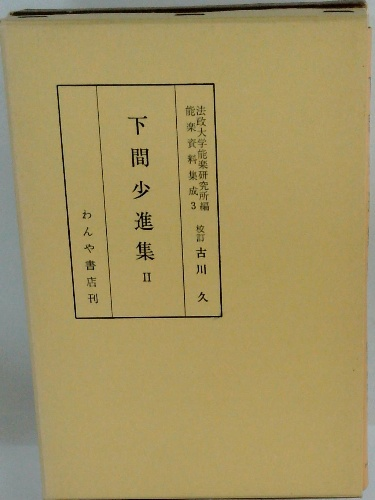 法政大学能楽研究所編
能楽資料集成3
校訂 古川久
下間少進集 II
わんや書店刊